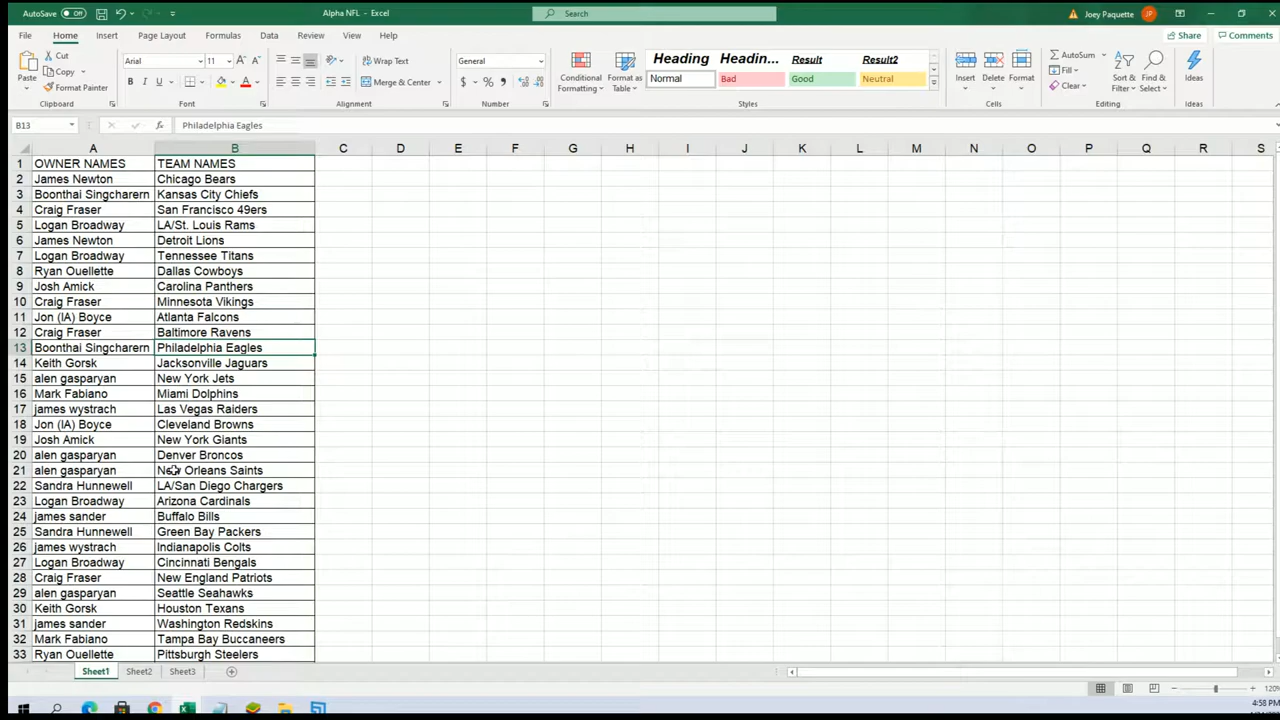 AutoSave Off Alpha NFL - Excel Search Joey Paquette JP
File Home Insert Page Layout Formulas Data Review View Help Share Comments
Cut Copy Format Painter Paste Clipboard
Arial 11 B I U A Font
Wrap Text Merge & Center Alignment
General $ % , Number
Conditional Formatting Format as Table
Heading Headin... Result Result2
Normal Bad Good Neutral
Styles
Insert Delete Format Cells
AutoSum Fill Clear Sort & Filter Find & Select Editing
Ideas Ideas
B13 fx Philadelphia Eagles
A B C D E F G H I J K L M N O P Q R S
1 OWNER NAMES TEAM NAMES
2 James Newton Chicago Bears
3 Boonthai Singcharern Kansas City Chiefs
4 Craig Fraser San Francisco 49ers
5 Logan Broadway LA/St. Louis Rams
6 James Newton Detroit Lions
7 Logan Broadway Tennessee Titans
8 Ryan Ouellette Dallas Cowboys
9 Josh Amick Carolina Panthers
10 Craig Fraser Minnesota Vikings
11 Jon (IA) Boyce Atlanta Falcons
12 Craig Fraser Baltimore Ravens
13 Boonthai Singcharern Philadelphia Eagles
14 Keith Gorsk Jacksonville Jaguars
15 alen gasparyan New York Jets
16 Mark Fabiano Miami Dolphins
17 james wystrach Las Vegas Raiders
18 Jon (IA) Boyce Cleveland Browns
19 Josh Amick New York Giants
20 alen gasparyan Denver Broncos
21 alen gasparyan New Orleans Saints
22 Sandra Hunnewell LA/San Diego Chargers
23 Logan Broadway Arizona Cardinals
24 james sander Buffalo Bills
25 Sandra Hunnewell Green Bay Packers
26 james wystrach Indianapolis Colts
27 Logan Broadway Cincinnati Bengals
28 Craig Fraser New England Patriots
29 alen gasparyan Seattle Seahawks
30 Keith Gorsk Houston Texans
31 james sander Washington Redskins
32 Mark Fabiano Tampa Bay Buccaneers
33 Ryan Ouellette Pittsburgh Steelers
Sheet1 Sheet2 Sheet3
120%
4:58 PM